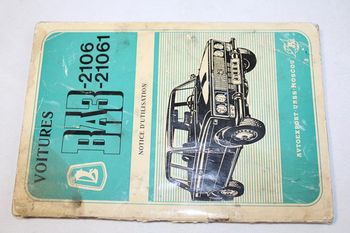 VOITURES
ВАЗ -2106
-21061
NOTICE D'UTILISATION
AVTOEXPORT·URSS·MOSCOU